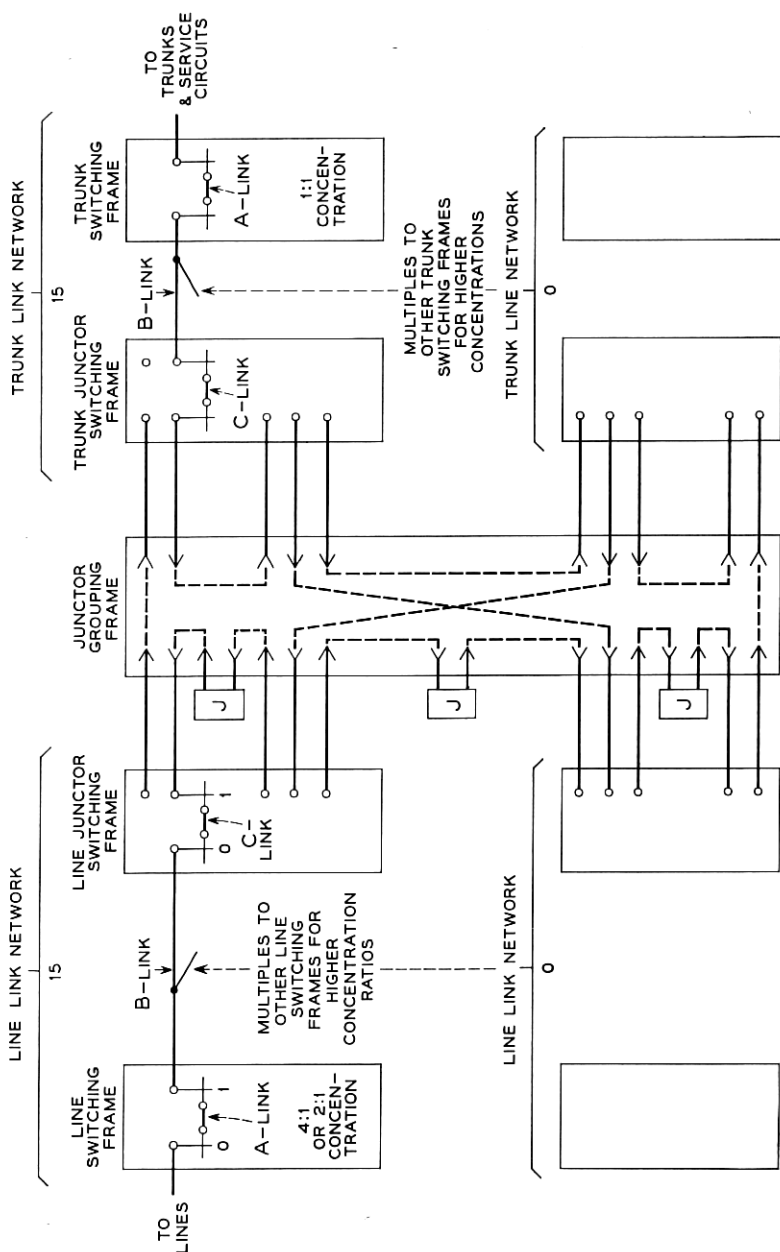 LINE LINK NETWORK
15
LINE
SWITCHING
FRAME
TO
LINES
0
1
A-LINK
4:1
OR 2:1
CONCEN-
TRATION
B-LINK
MULTIPLES TO
OTHER LINE
SWITCHING
FRAMES FOR
HIGHER
CONCENTRATION
RATIOS
LINE JUNCTOR
SWITCHING
FRAME
0
1
C-
LINK
JUNCTOR
GROUPING
FRAME
J
J
J
TRUNK LINK NETWORK
15
TRUNK JUNCTOR
SWITCHING
FRAME
C-LINK
B-LINK
TRUNK
SWITCHING
FRAME
A-LINK
1:1
CONCEN-
TRATION
TO
TRUNKS
& SERVICE
CIRCUITS
MULTIPLES TO
OTHER TRUNK
SWITCHING FRAMES
FOR HIGHER
CONCENTRATIONS
LINE LINK NETWORK
0
TRUNK LINE NETWORK
0